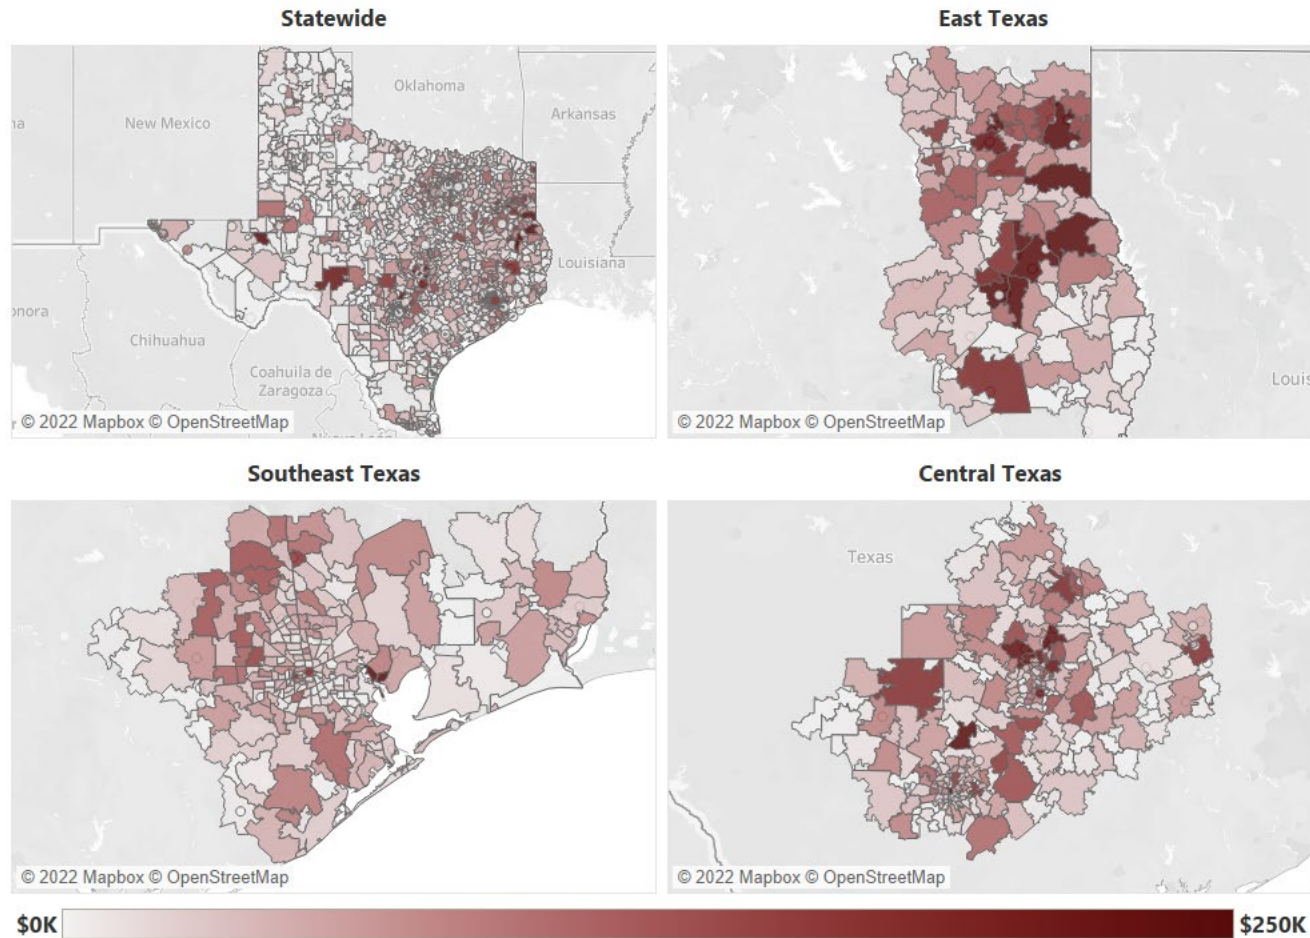 Statewide
East Texas
Oklahoma
Arkansas
New Mexico
Louisiana
Chihuahua
Coahuila de
Zaragoza
Louis
© 2022 Mapbox © OpenStreetMap
© 2022 Mapbox © OpenStreetMap
Southeast Texas
Central Texas
Texas
© 2022 Mapbox © OpenStreetMap
© 2022 Mapbox © OpenStreetMap
$0K
$250K